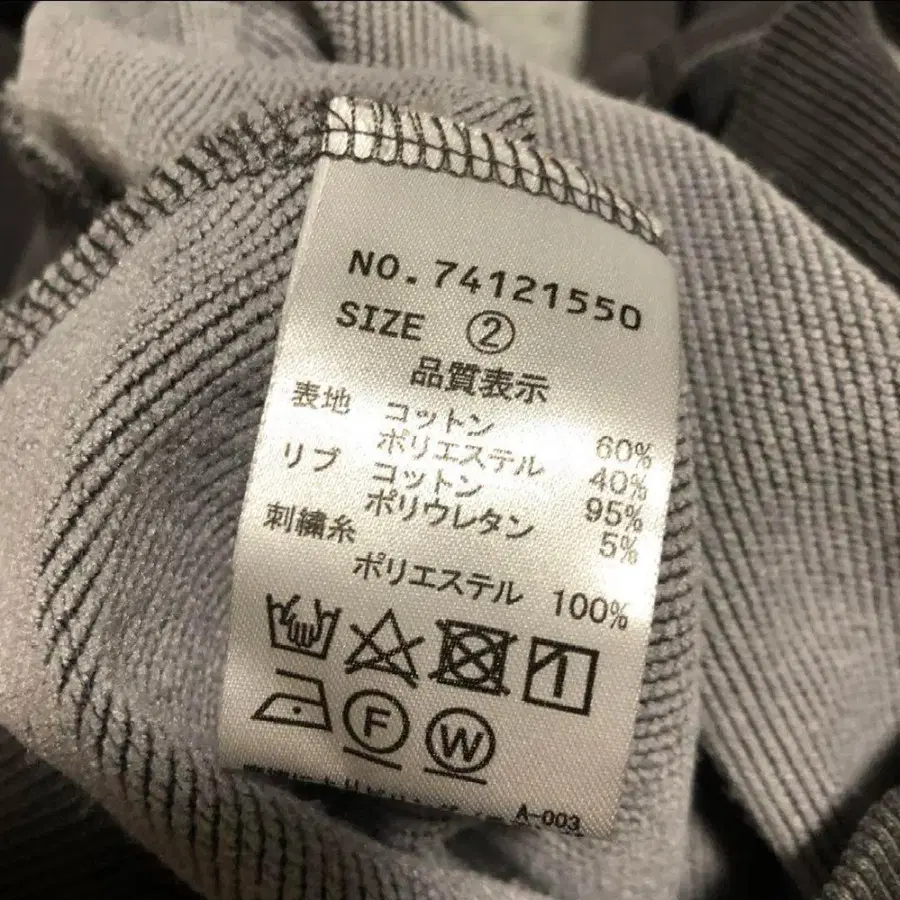 NO.74121550
SIZE ②
品質表示
表地 コットン 60%
ポリエステル 40%
リブ コットン 95%
ポリウレタン 5%
刺繍糸
ポリエステル 100%
F W
A-003